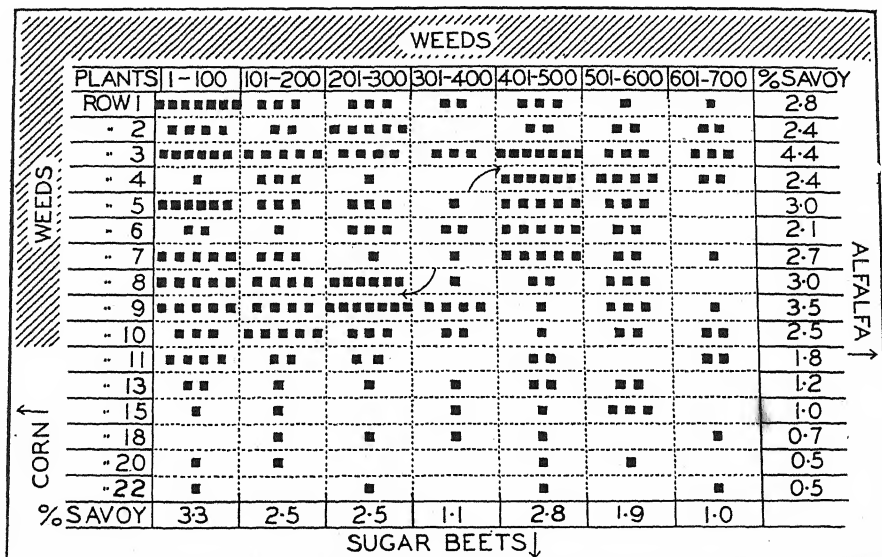 WEEDS
PLANTS 1-100 101-200 201-300 301-400 401-500 501-600 601-700 % SAVOY
ROW 1 2.8
" 2 2.4
" 3 4.4
" 4 2.4
" 5 3.0
" 6 2.1
" 7 2.7
" 8 3.0
" 9 3.5
" 10 2.5
" 11 1.8
" 13 1.2
" 15 1.0
" 18 0.7
" 20 0.5
" 22 0.5
% SAVOY 3.3 2.5 2.5 1.1 2.8 1.9 1.0
WEEDS
CORN
ALFALFA
SUGAR BEETS